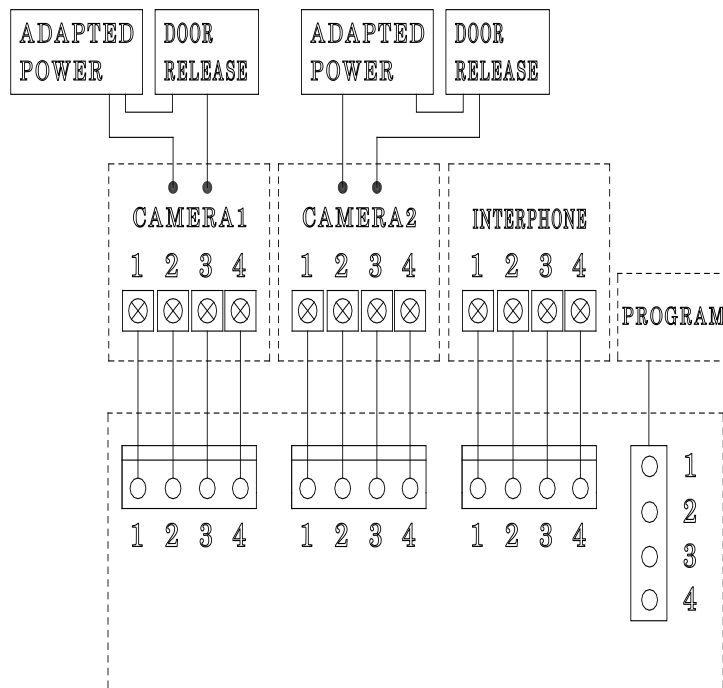 ADAPTED POWER
DOOR RELEASE
ADAPTED POWER
DOOR RELEASE
CAMERA1
CAMERA2
INTERPHONE
1 2 3 4
1 2 3 4
1 2 3 4
PROGRAM
1 2 3 4
1 2 3 4
1 2 3 4
1
2
3
4